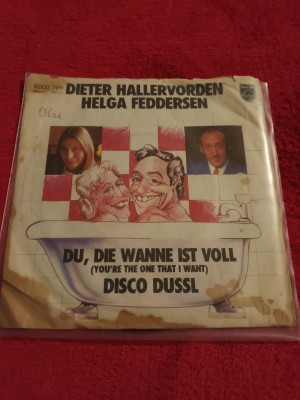 DIETER HALLERVORDEN
HELGA FEDDERSEN
DU, DIE WANNE IST VOLL
(YOU'RE THE ONE THAT I WANT)
DISCO DUSSL